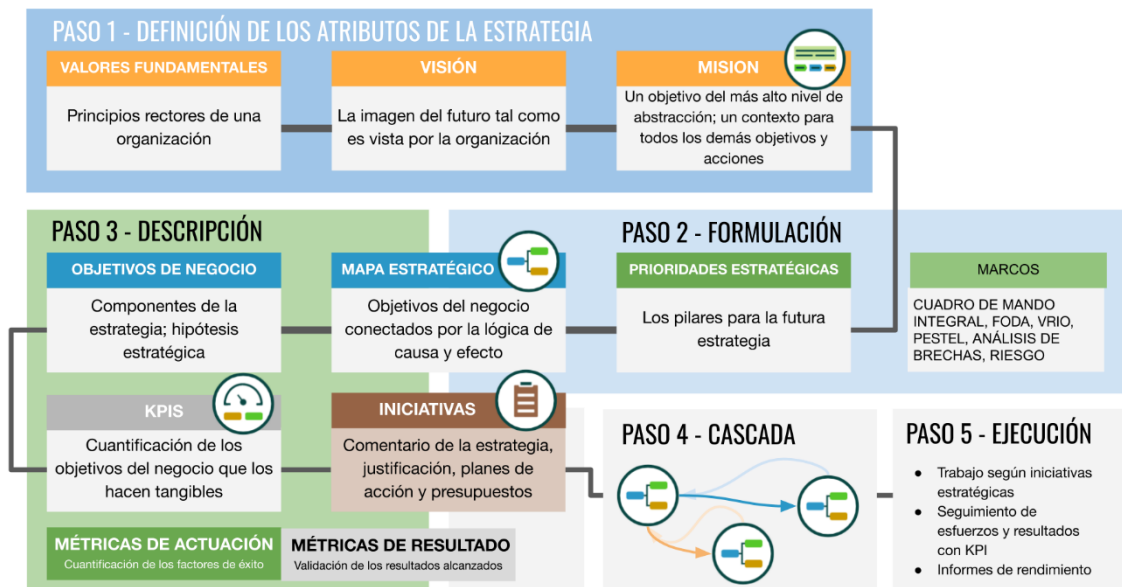 PASO 1 - DEFINICIÓN DE LOS ATRIBUTOS DE LA ESTRATEGIA
VALORES FUNDAMENTALES
Principios rectores de una
organización
VISIÓN
La imagen del futuro tal como
es vista por la organización
MISION
Un objetivo del más alto nivel de
abstracción; un contexto para
todos los demás objetivos y
acciones
PASO 2 - FORMULACIÓN
PRIORIDADES ESTRATÉGICAS
Los pilares para la futura
estrategia
MARCOS
CUADRO DE MANDO
INTEGRAL, FODA, VRIO,
PESTEL, ANÁLISIS DE
BRECHAS, RIESGO
PASO 3 - DESCRIPCIÓN
OBJETIVOS DE NEGOCIO
Componentes de la
estrategia; hipótesis
estratégica
MAPA ESTRATÉGICO
Objetivos del negocio
conectados por la lógica de
causa y efecto
KPIS
Cuantificación de los
objetivos del negocio que los
hacen tangibles
INICIATIVAS
Comentario de la estrategia,
justificación, planes de
acción y presupuestos
MÉTRICAS DE ACTUACIÓN
Cuantificación de los factores de éxito
MÉTRICAS DE RESULTADO
Validación de los resultados alcanzados
PASO 4 - CASCADA
PASO 5 - EJECUCIÓN
● Trabajo según iniciativas
estratégicas
● Seguimiento de
esfuerzos y resultados
con KPI
● Informes de rendimiento